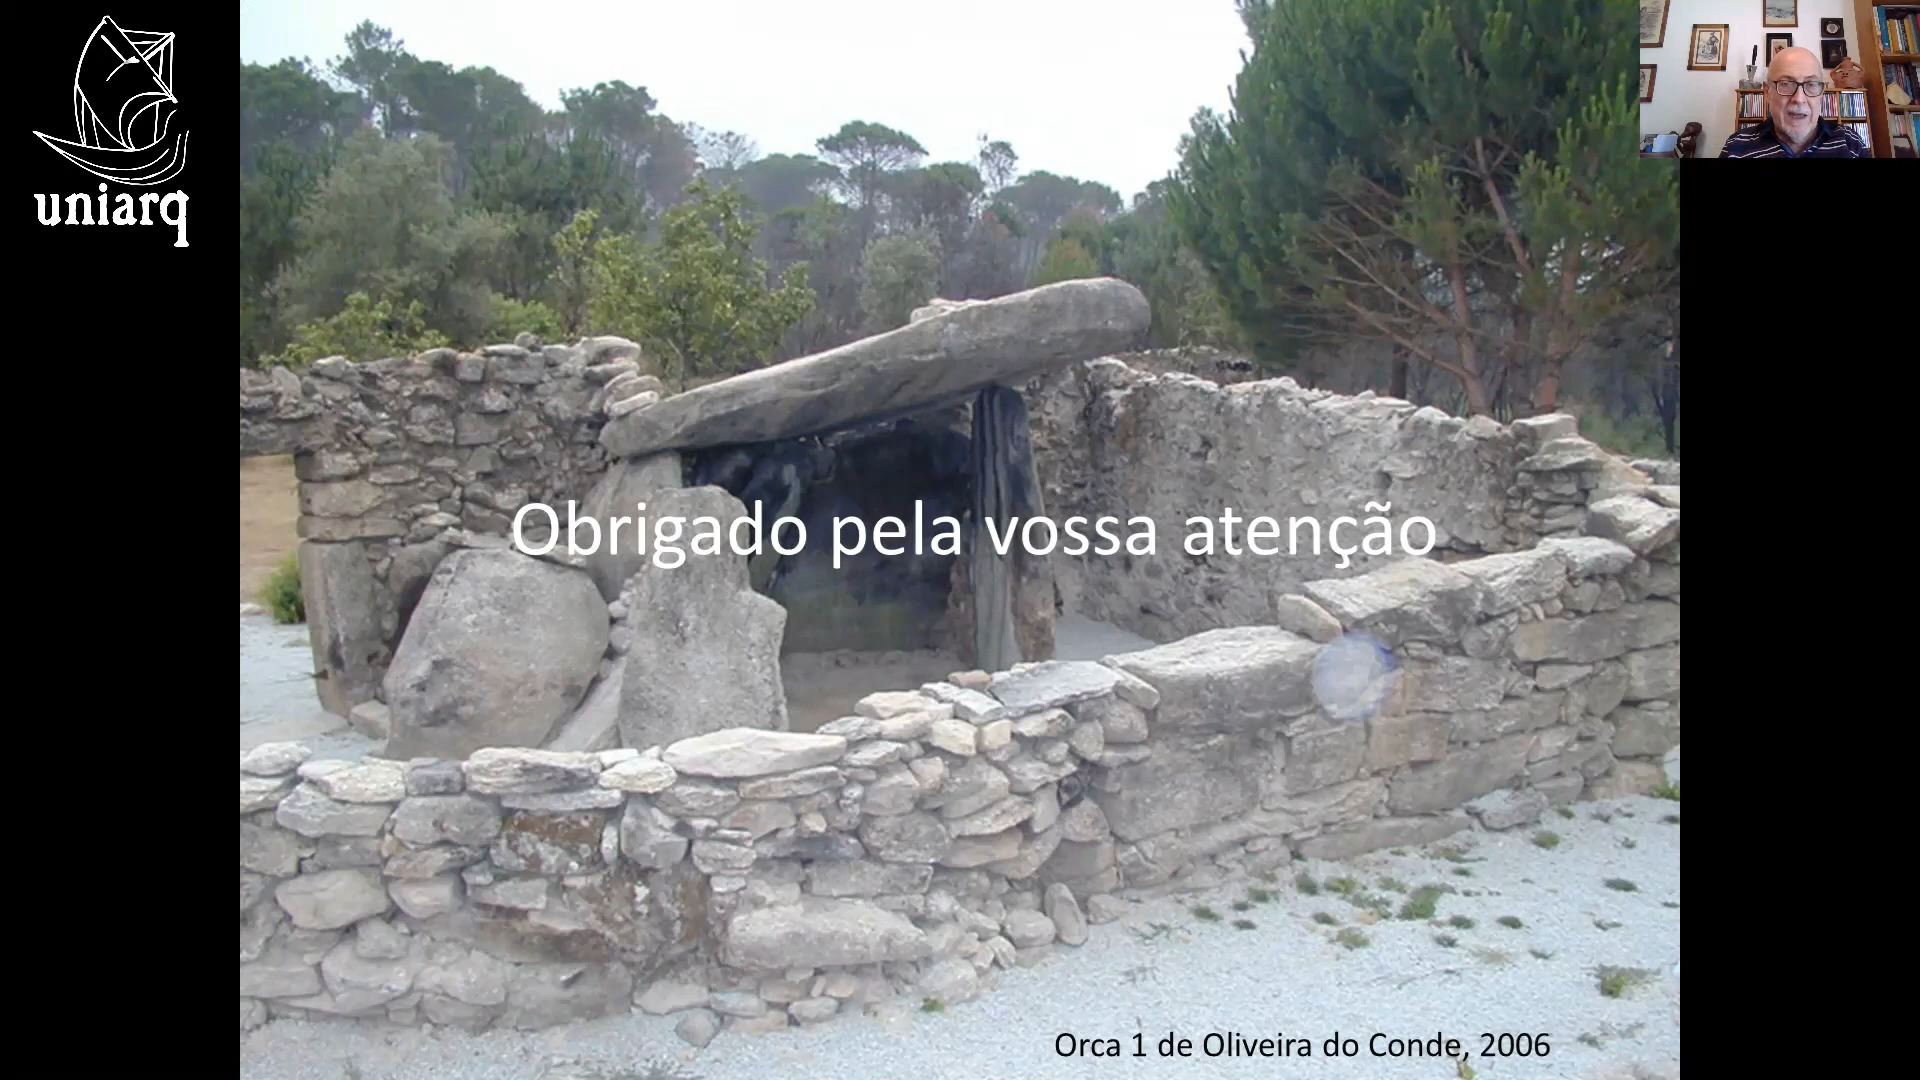 uniarq
Obrigado pela vossa atenção
Orca 1 de Oliveira do Conde, 2006